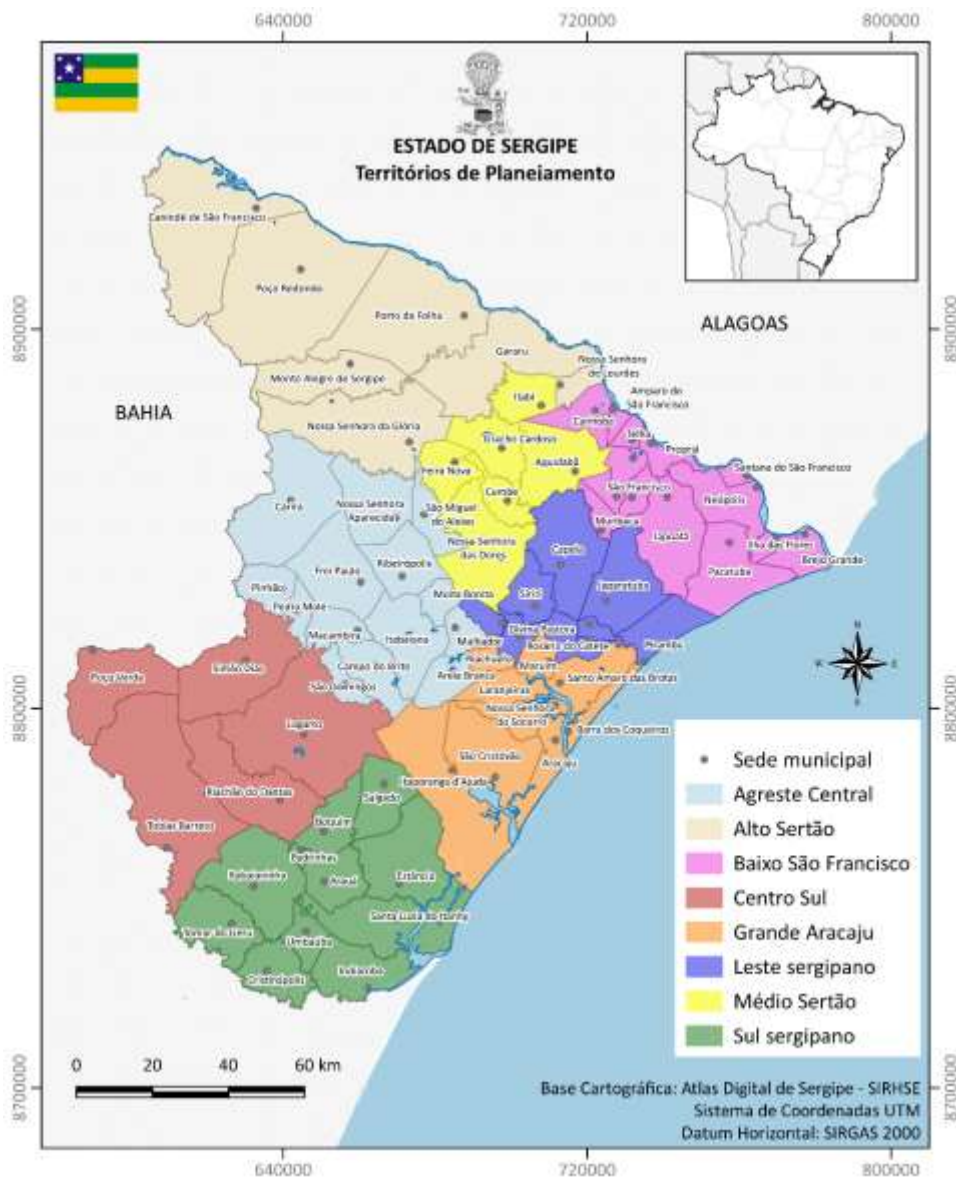 640000
720000
800000
ESTADO DE SERGIPE
Territórios de Planejamento
Canindé de São Francisco
Poço Redondo
Porto da Folha
8900000
8900000
ALAGOAS
Gararu
Nossa Senhora
de Lourdes
Monte Alegre de Sergipe
Itabi
Amparo de
São Francisco
BAHIA
Nossa Senhora da Glória
Telha
Propriá
Feira Nova
Aquidabã
Santana do São Francisco
Cumbe
São Francisco
Neópolis
Carira
Nossa Senhora
Aparecida
São Miguel
do Aleixo
Muribeca
Japoatã
Ilha das Flores
Brejo Grande
Nossa Senhora
das Dores
Capela
Pacatuba
Frei Paulo
Ribeirópolis
Pinhão
Moita Bonita
Siriri
Japaratuba
Pedra Mole
Macambira
Itabaiana
Malhador
Divina Pastora
Rosário do Catete
Pirambu
Campo do Brito
Riachuelo
Maruim
Poço Verde
Simão Dias
São Domingos
Areia Branca
Santo Amaro das Brotas
Laranjeiras
8800000
8800000
Lagarto
Nossa Senhora
do Socorro
Barra dos Coqueiros
São Cristóvão
Aracaju
Itaporanga d'Ajuda
Riachão do Dantas
Salgado
Tobias Barreto
Boquim
Pedrinhas
Arauá
Estância
Santa Luzia do Itanhy
Tomar do Geru
Umbaúba
Cristinápolis
Indiaroba
N
S
Sede municipal
Agreste Central
Alto Sertão
Baixo São Francisco
Centro Sul
Grande Aracaju
Leste sergipano
Médio Sertão
Sul sergipano
0 20 40 60 km
8700000
8700000
Base Cartográfica: Atlas Digital de Sergipe - SIRHSE
Sistema de Coordenadas UTM
Datum Horizontal: SIRGAS 2000
640000
720000
800000